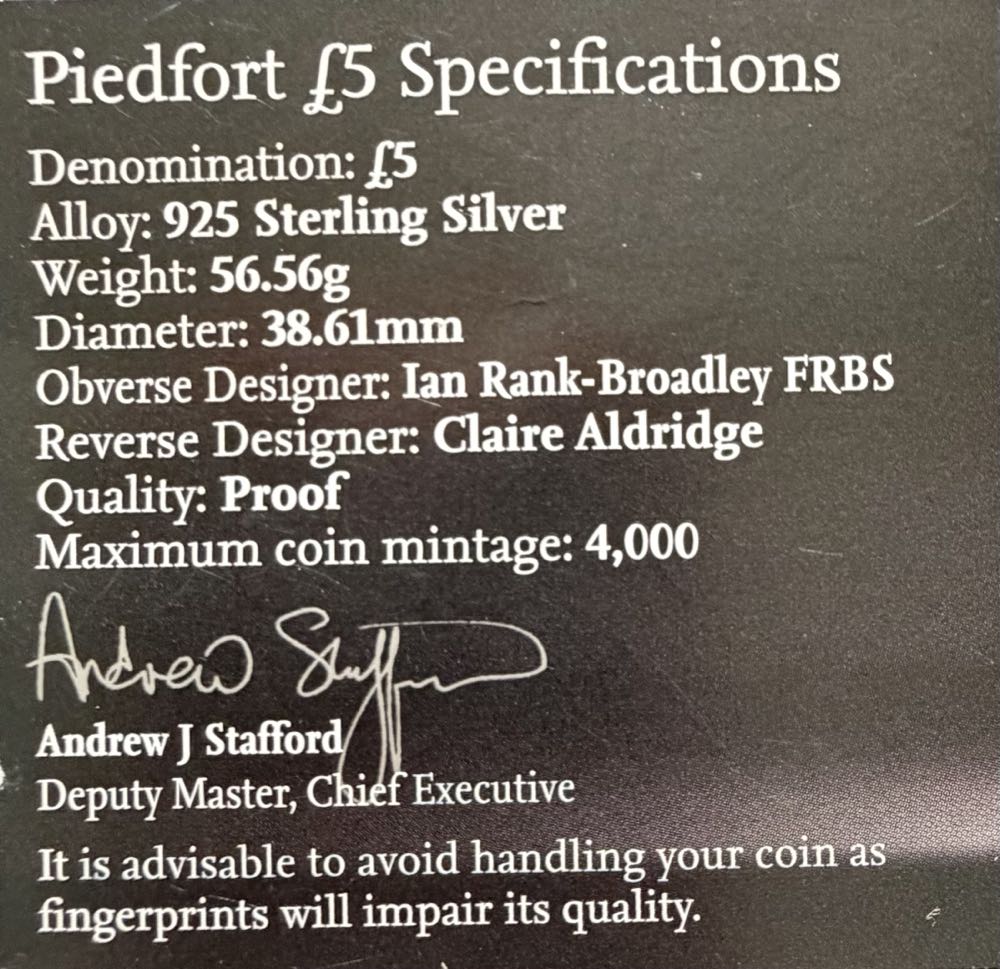 Piedfort £5 Specifications
Denomination: £5
Alloy: 925 Sterling Silver
Weight: 56.56g
Diameter: 38.61mm
Obverse Designer: Ian Rank-Broadley FRBS
Reverse Designer: Claire Aldridge
Quality: Proof
Maximum coin mintage: 4,000
Andrew Stafford
Andrew J Stafford
Deputy Master, Chief Executive
It is advisable to avoid handling your coin as
fingerprints will impair its quality.